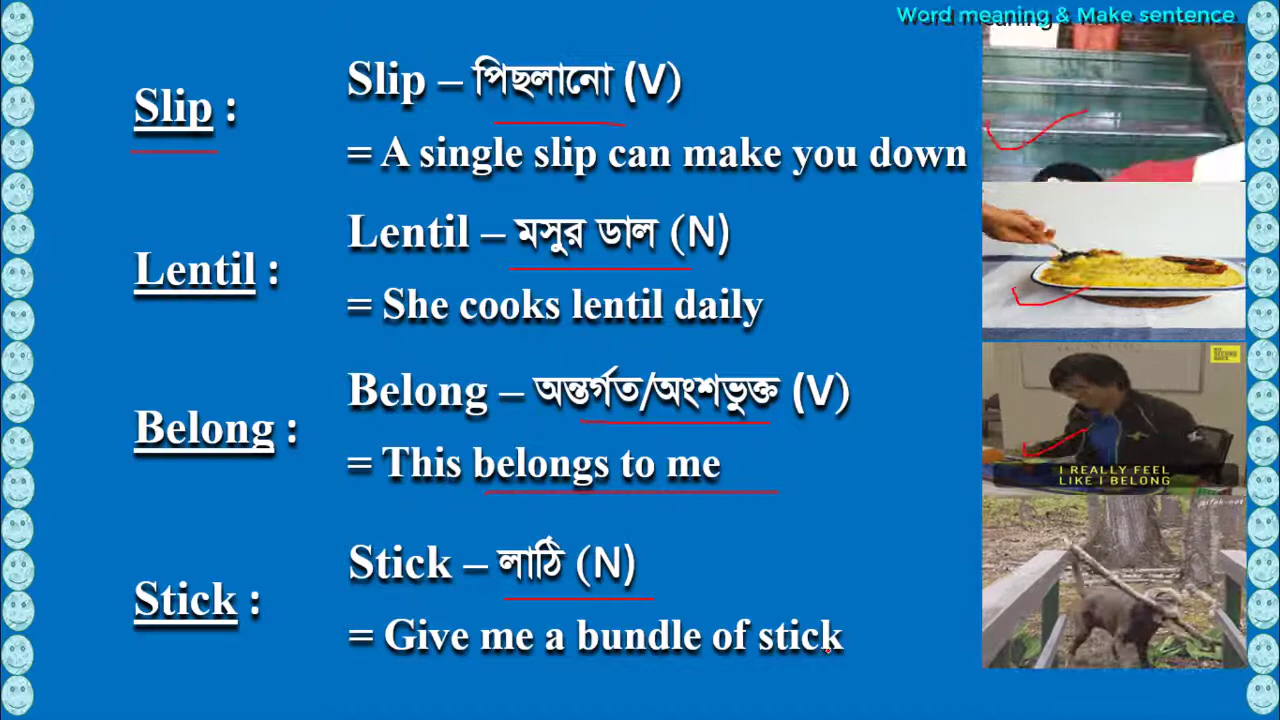 Word meaning & Make sentence
Slip :
Slip – পিছলানো (V)
= A single slip can make you down
Lentil :
Lentil – মসুর ডাল (N)
= She cooks lentil daily
Belong :
Belong – অন্তর্গত/অংশভুক্ত (V)
= This belongs to me
I REALLY FEEL
LIKE I BELONG
Stick :
Stick – লাঠি (N)
= Give me a bundle of stick